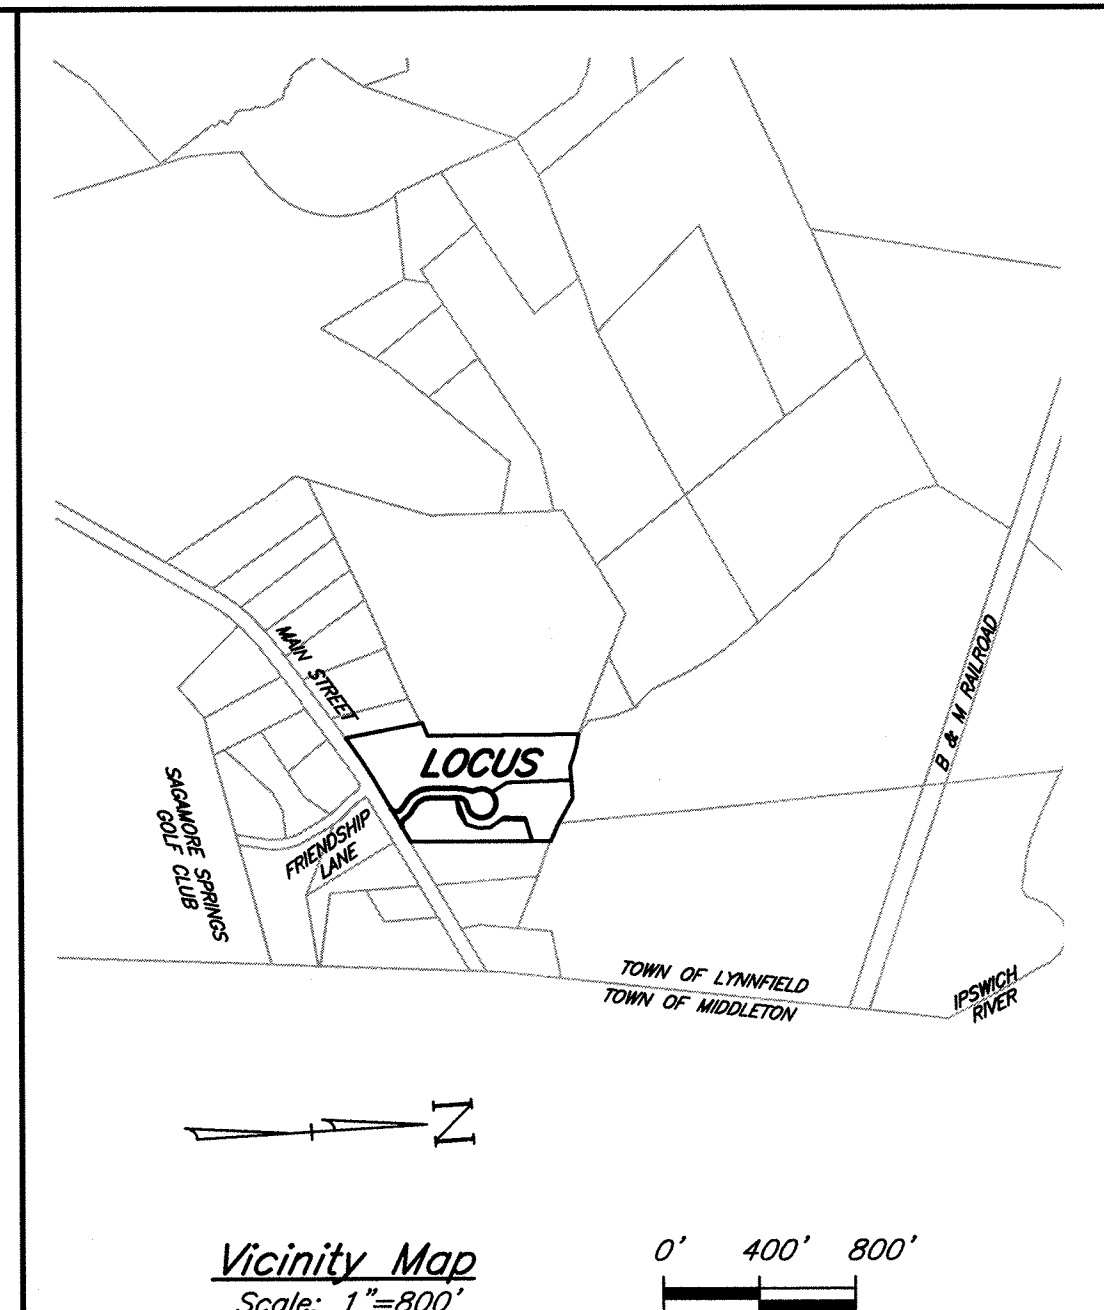 MAIN STREET
B & M RAILROAD
LOCUS
SAGAMORE SPRINGS
GOLF CLUB
FRIENDSHIP
LANE
TOWN OF LYNNFIELD
TOWN OF MIDDLETON
IPSWICH
RIVER
N
Vicinity Map
Scale: 1"=800'
0' 400' 800'